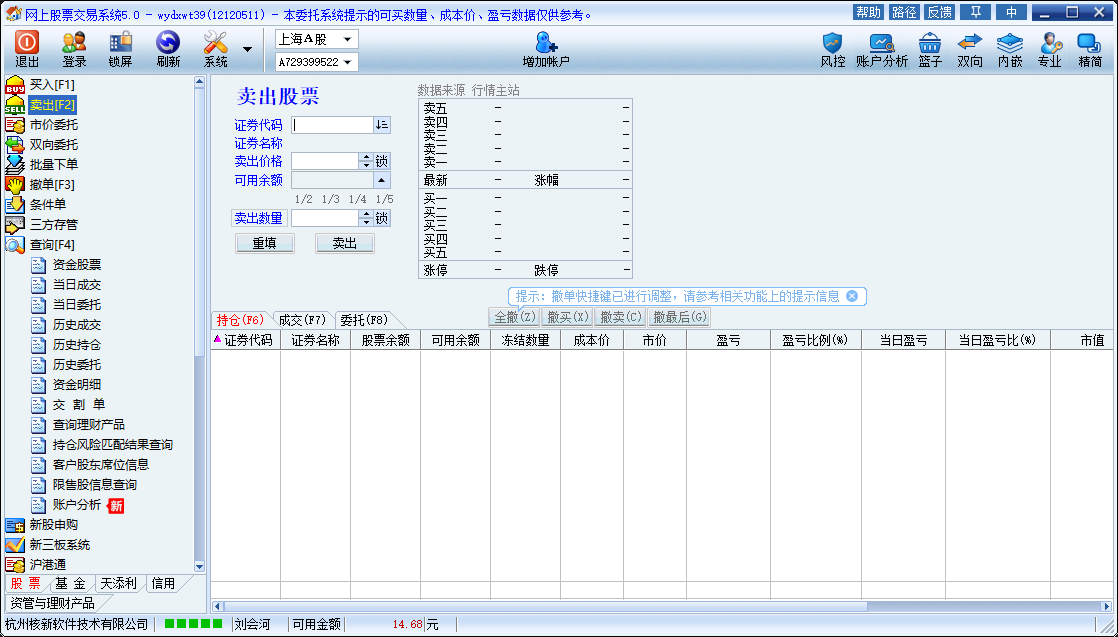 网上股票交易系统5.0 - wydxwt39(12120511) - 本委托系统提示的可买数量、成本价、盈亏数据仅供参考。
帮助 路径 反馈 中
退出 登录 锁屏 刷新 系统
上海A股
A729399522
增加帐户
风控 账户分析 篮子 双向 内嵌 专业 精简
买入[F1]
卖出[F2]
市价委托
双向委托
批量下单
撤单[F3]
条件单
三方存管
查询[F4]
资金股票
当日成交
当日委托
历史成交
历史持仓
历史委托
资金明细
交 割 单
查询理财产品
持仓风险匹配结果查询
客户股东席位信息
限售股信息查询
账户分析 新
新股申购
新三板系统
沪港通
股 票 基 金 天添利 信用
资管与理财产品
卖出股票
证券代码
证券名称
卖出价格 锁
可用余额
1/2 1/3 1/4 1/5
卖出数量 锁
重填 卖出
数据来源 行情主站
卖五 - -
卖四 - -
卖三 - -
卖二 - -
卖一 - -
最新 - 涨幅 -
买一 - -
买二 - -
买三 - -
买四 - -
买五 - -
涨停 - 跌停 -
提示: 撤单快捷键已进行调整, 请参考相关功能上的提示信息
持仓(F6) 成交(F7) 委托(F8)
全撤(Z) 撤买(X) 撤卖(C) 撤最后(G)
证券代码 证券名称 股票余额 可用余额 冻结数量 成本价 市价 盈亏 盈亏比例(%) 当日盈亏 当日盈亏比(%) 市值
杭州核新软件技术有限公司 刘会河 可用金额 14.68 元